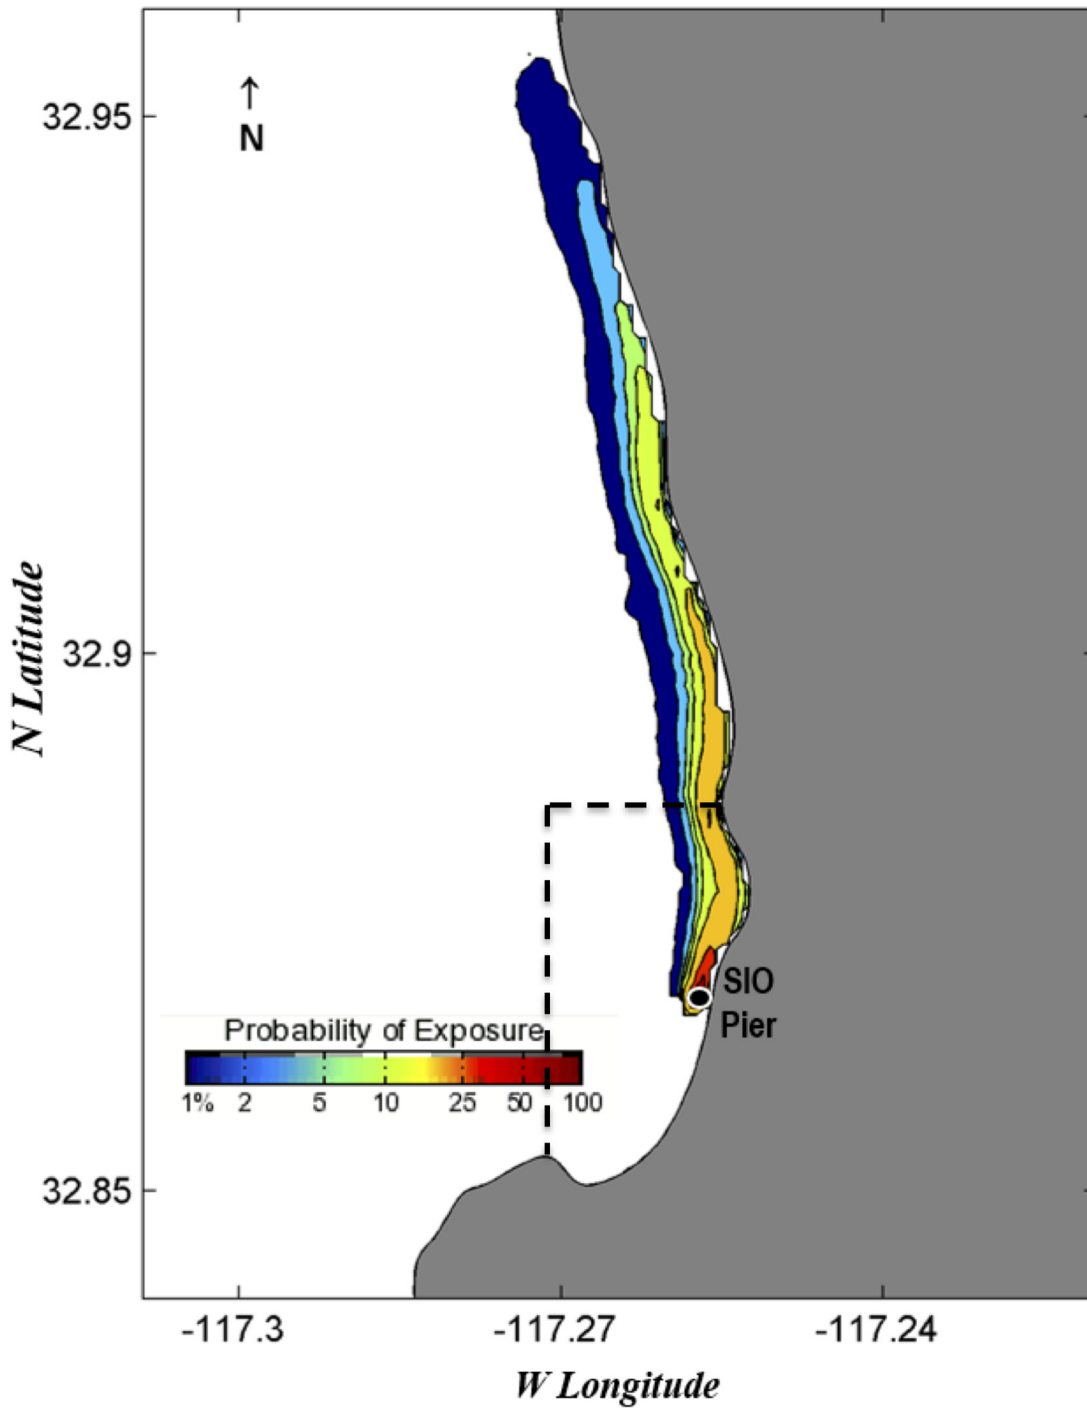 32.95
↑
N
N Latitude
32.9
SIO
Pier
Probability of Exposure
1% 2 5 10 25 50 100
32.85
-117.3 -117.27 -117.24
W Longitude